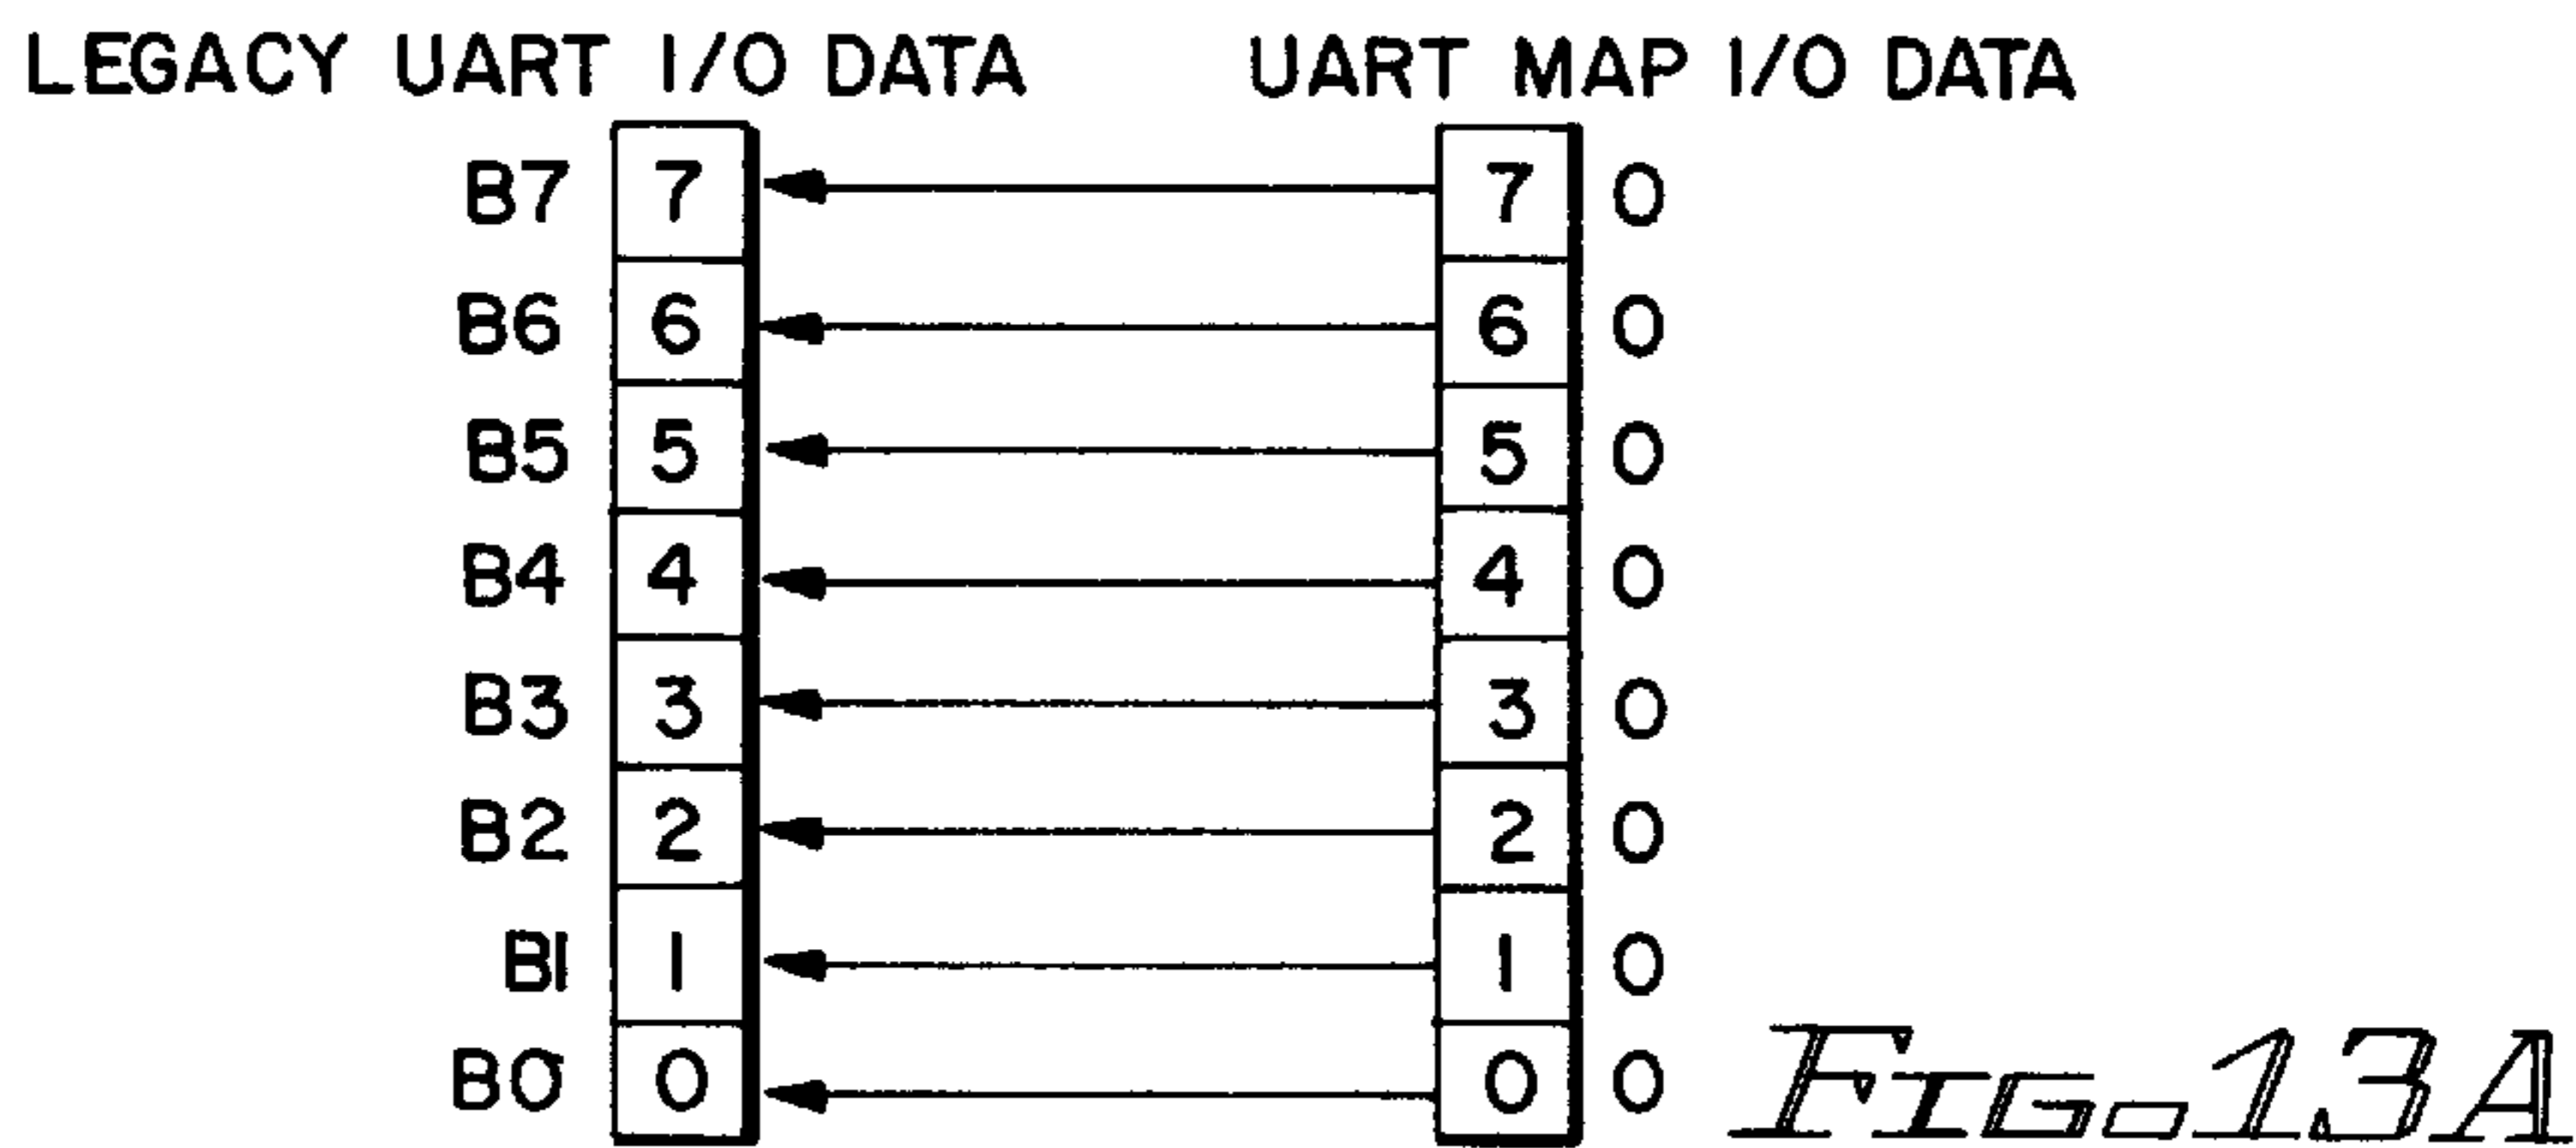 LEGACY UART I/O DATA UART MAP I/O DATA
B7 7 7 0
B6 6 6 0
B5 5 5 0
B4 4 4 0
B3 3 3 0
B2 2 2 0
B1 1 1 0
B0 0 0 0
FIG. 13A